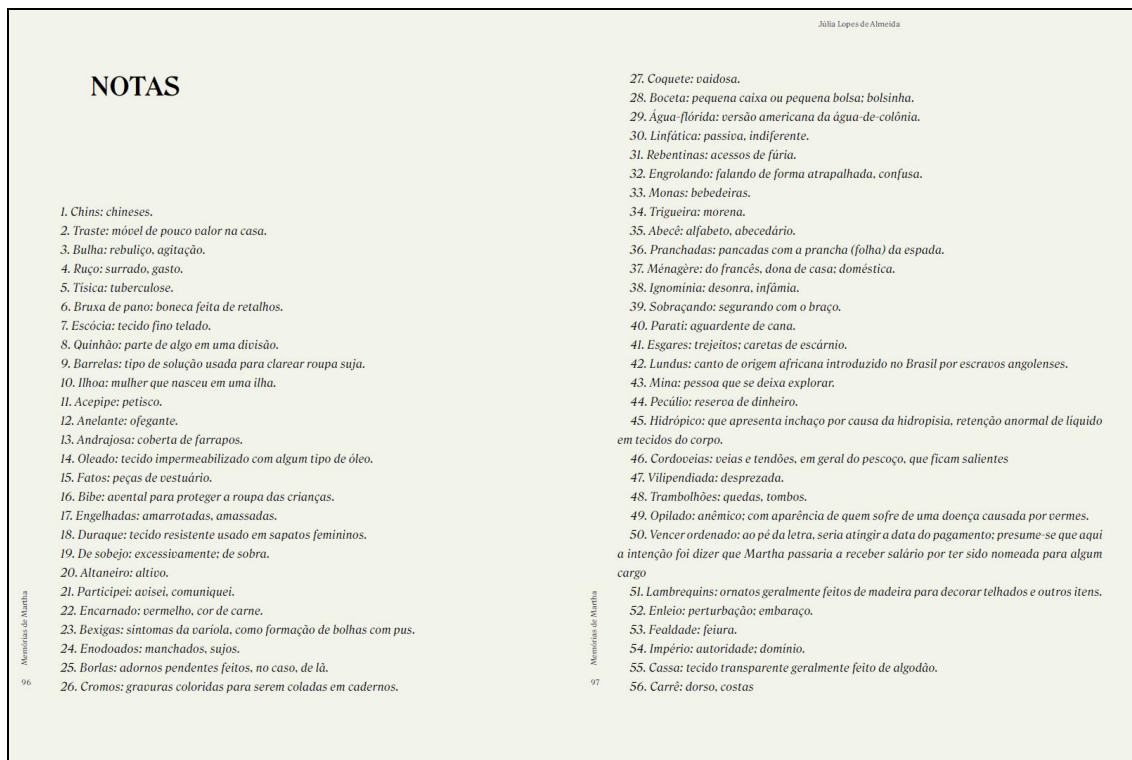 NOTAS
1. Chins: chineses.
2. Traste: móvel de pouco valor na casa.
3. Bulha: rebuliço, agitação.
4. Ruço: surrado, gasto.
5. Tísica: tuberculose.
6. Bruxa de pano: boneca feita de retalhos.
7. Escócia: tecido fino telado.
8. Quinhão: parte de algo em uma divisão.
9. Barrelas: tipo de solução usada para clarear roupa suja.
10. Ilhoa: mulher que nasceu em uma ilha.
11. Acepipe: petisco.
12. Anelante: ofegante.
13. Andrajosa: coberta de farrapos.
14. Oleado: tecido impermeabilizado com algum tipo de óleo.
15. Fatos: peças de vestuário.
16. Bibe: avental para proteger a roupa das crianças.
17. Engelhadas: amarrotadas, amassadas.
18. Duraque: tecido resistente usado em sapatos femininos.
19. De sobejo: excessivamente; de sobra.
20. Altaneiro: altivo.
21. Participei: avisei, comuniquei.
22. Encarnado: vermelho, cor de carne.
23. Bexigas: sintomas da varíola, como formação de bolhas com pus.
24. Enodoados: manchados, sujos.
25. Borlas: adornos pendentes feitos, no caso, de lã.
26. Cromos: gravuras coloridas para serem coladas em cadernos.
Memórias de Martha
96
Júlia Lopes de Almeida
27. Coquete: vaidosa.
28. Boceta: pequena caixa ou pequena bolsa; bolsinha.
29. Água-flórida: versão americana da água-de-colônia.
30. Linfática: passiva, indiferente.
31. Rebentinas: acessos de fúria.
32. Engrolando: falando de forma atrapalhada, confusa.
33. Monas: bebedeiras.
34. Trigueira: morena.
35. Abecê: alfabeto, abecedário.
36. Pranchadas: pancadas com a prancha (folha) da espada.
37. Ménagère: do francês, dona de casa; doméstica.
38. Ignomínia: desonra, infâmia.
39. Sobraçando: segurando com o braço.
40. Parati: aguardente de cana.
41. Esgares: trejeitos; caretas de escárnio.
42. Lundus: canto de origem africana introduzido no Brasil por escravos angolenses.
43. Mina: pessoa que se deixa explorar.
44. Pecúlio: reserva de dinheiro.
45. Hidrópico: que apresenta inchaço por causa da hidropisia, retenção anormal de líquido
em tecidos do corpo.
46. Cordoveias: veias e tendões, em geral do pescoço, que ficam salientes
47. Vilipendiada: desprezada.
48. Trambolhões: quedas, tombos.
49. Opilado: anêmico; com aparência de quem sofre de uma doença causada por vermes.
50. Vencer ordenado: ao pé da letra, seria atingir a data do pagamento; presume-se que aqui
a intenção foi dizer que Martha passaria a receber salário por ter sido nomeada para algum
cargo
51. Lambrequins: ornatos geralmente feitos de madeira para decorar telhados e outros itens.
52. Enleio: perturbação; embaraço.
53. Fealdade: feiura.
54. Império: autoridade; domínio.
55. Cassa: tecido transparente geralmente feito de algodão.
56. Carrê: dorso, costas
Memórias de Martha
97